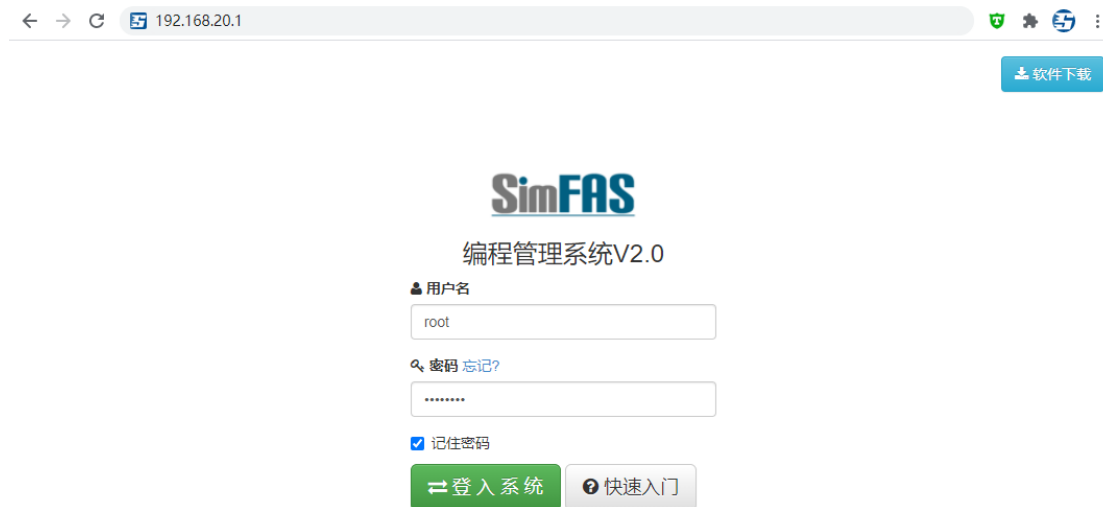 192.168.20.1
软件下载
SimFAS
编程管理系统V2.0
用户名
root
密码 忘记?
••••••••
记住密码
登入系统 快速入门